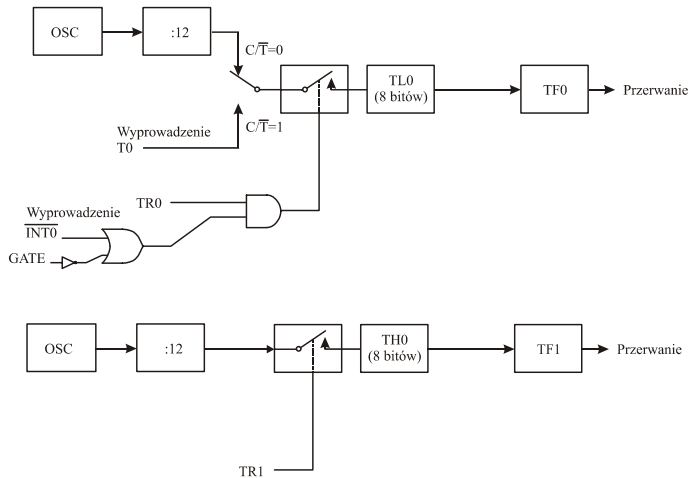 OSC
:12
C/T̅=0
TL0
(8 bitów)
TF0
Przerwanie
Wyprowadzenie
T0
C/T̅=1
TR0
Wyprowadzenie
I̅N̅T̅0̅
GATE
OSC
:12
TH0
(8 bitów)
TF1
Przerwanie
TR1